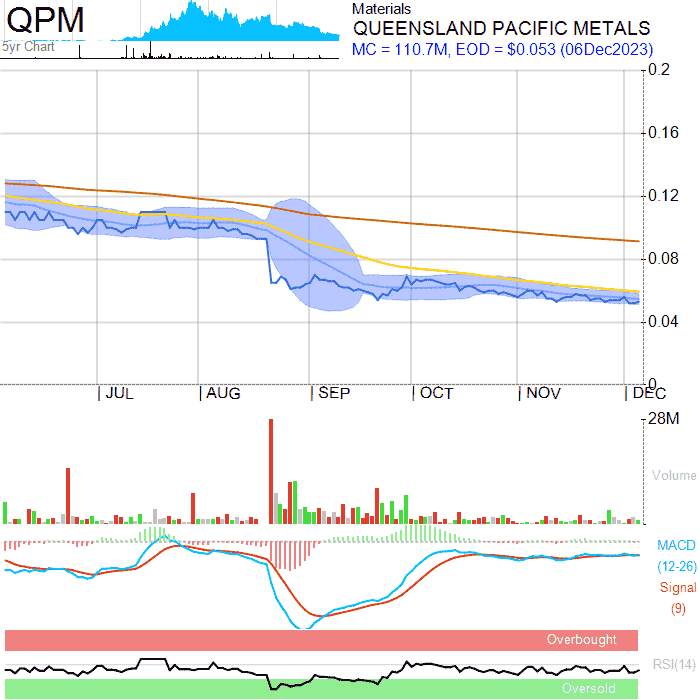 QPM
5yr Chart
Materials
QUEENSLAND PACIFIC METALS
MC = 110.7M, EOD = $0.053 (06Dec2023)
0.2
0.16
0.12
0.08
0.04
0
JUL AUG SEP OCT NOV DEC
28M
Volume
MACD
(12-26)
Signal
(9)
Overbought
RSI(14)
Oversold